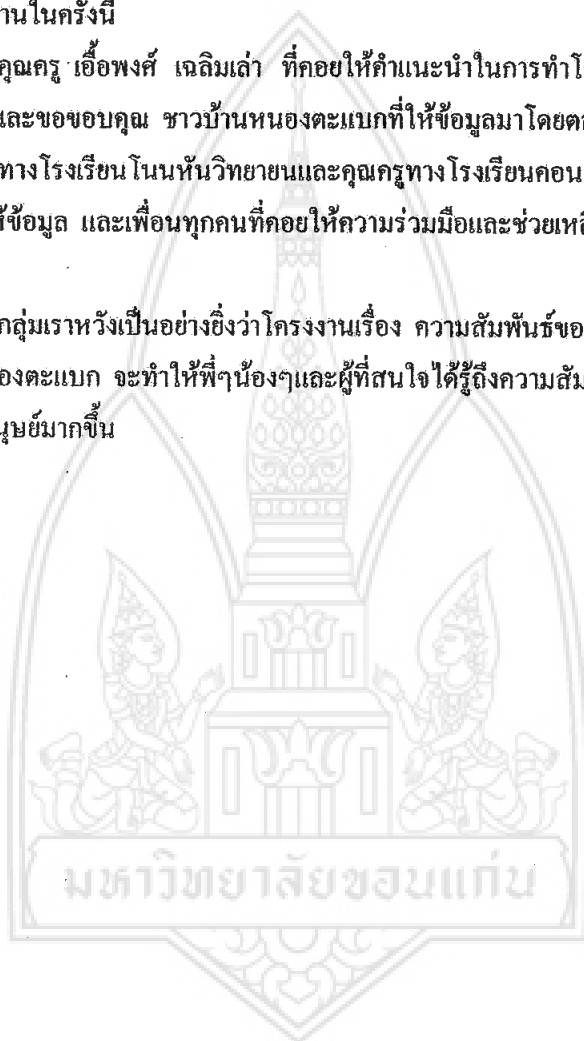 านในครั้งนี้
คุณครู เอื้อพงศ์ เฉลิมเล่า ที่คอยให้คำแนะนำในการทำโ
และขอขอบคุณ ชาวบ้านหนองตะแบกที่ให้ข้อมูลมาโดยต
ทางโรงเรียนโนนหันวิทยายนและคุณครูทางโรงเรียนคอน
ห้ข้อมูล และเพื่อนทุกคนที่คอยให้ความร่วมมือและช่วยเหลื
กลุ่มเราหวังเป็นอย่างยิ่งว่าโครงงานเรื่อง ความสัมพันธ์ขอ
องตะแบก จะทำให้พี่ๆน้องๆและผู้ที่สนใจได้รู้ถึงความสัม
นุษย์มากขึ้น
มหาวิทยาลัยขอนแก่น